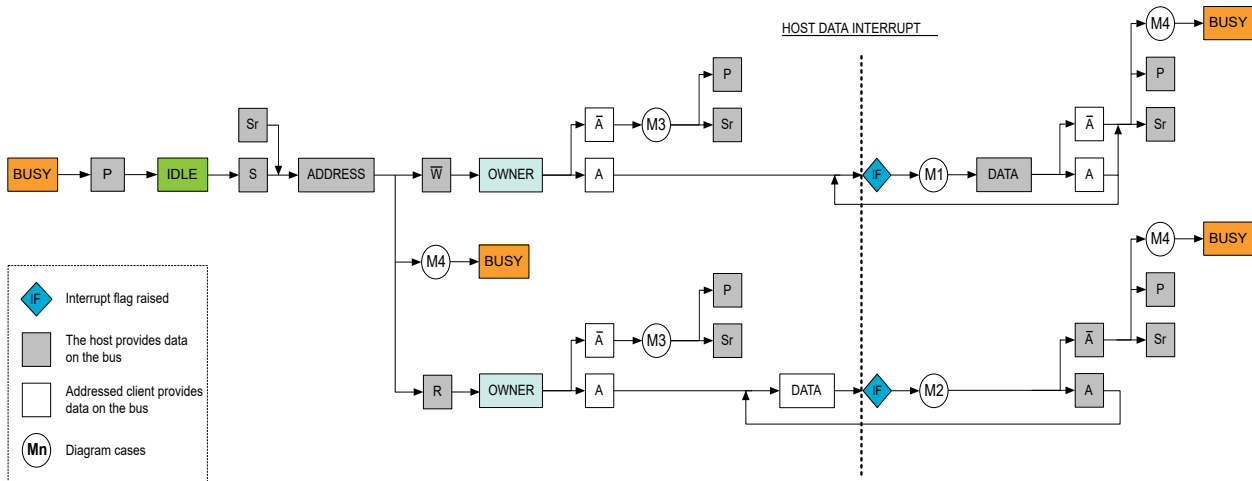 HOST DATA INTERRUPT
M4
BUSY
P
P
Sr
A̅
M3
Sr
A̅
Sr
BUSY
P
IDLE
S
ADDRESS
W̅
OWNER
A
IF
M1
DATA
A
M4
BUSY
M4
BUSY
P
P
A̅
M3
Sr
A̅
Sr
R
OWNER
A
DATA
IF
M2
A
IF
Interrupt flag raised
The host provides data
on the bus
Addressed client provides
data on the bus
Mn
Diagram cases